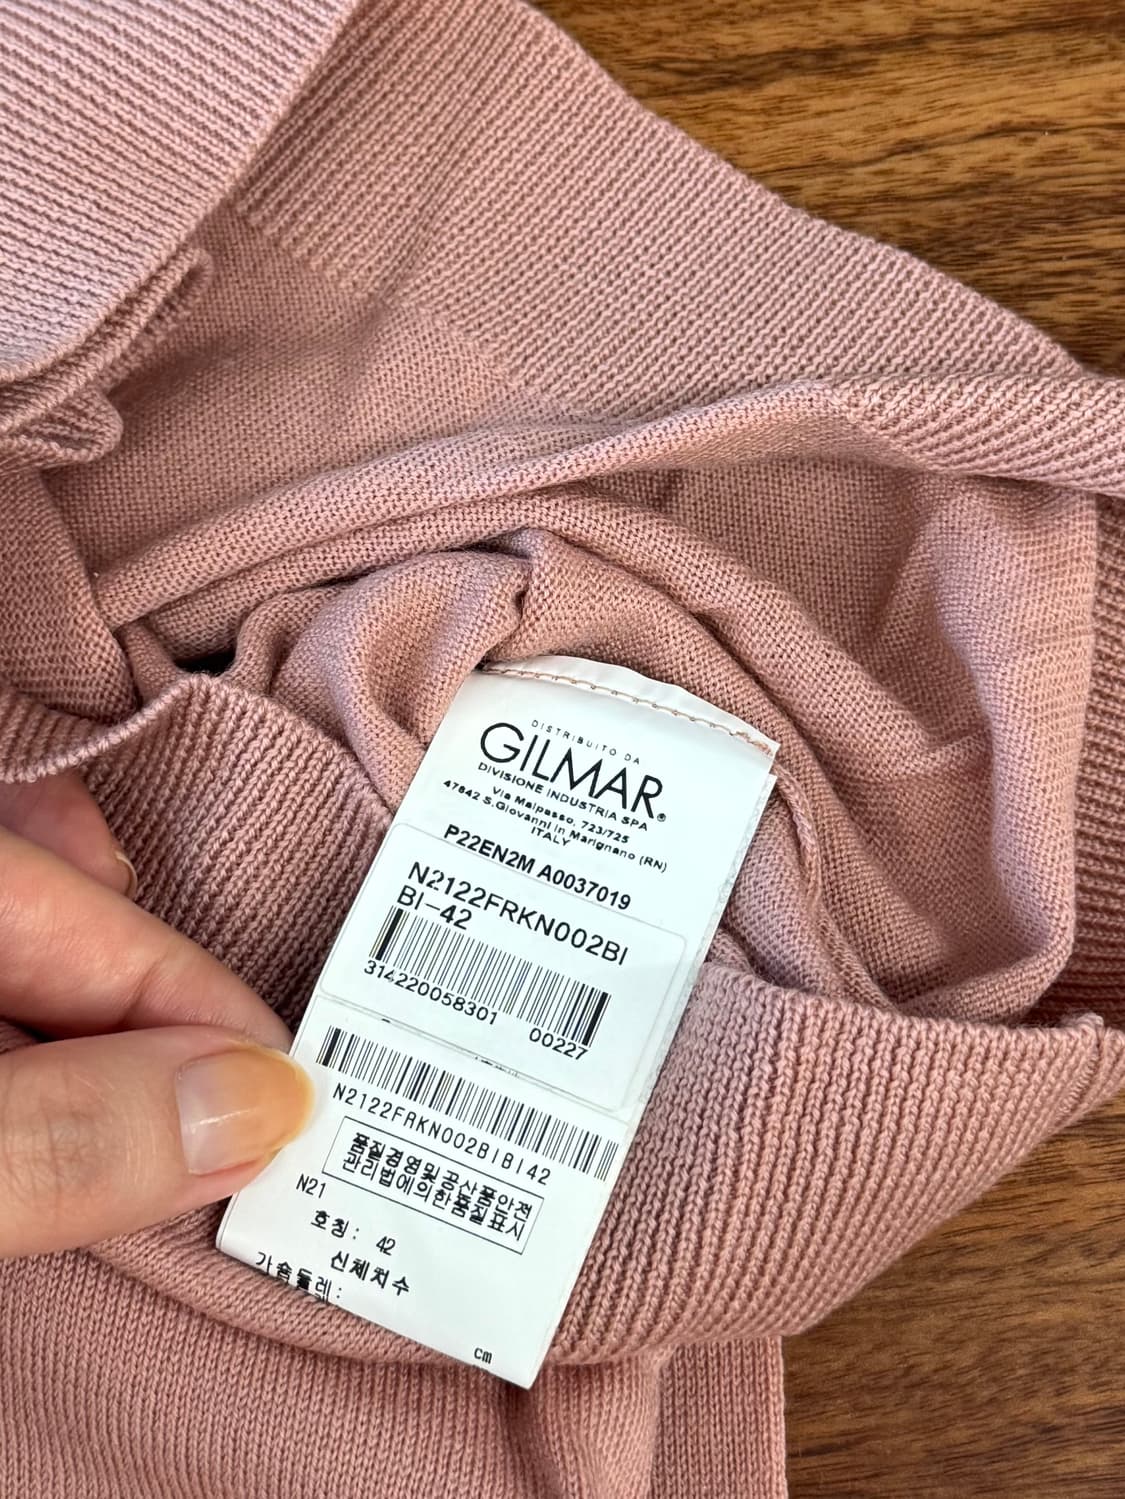 DISTRIBUITO DA
GILMAR®
DIVISIONE INDUSTRIA SPA
Via Malpasso, 723/725
47842 S.Giovanni in Marignano (RN)
ITALY
P22EN2M A0037019
N2122FRKN002BI
BI-42
314220058301 00227
N2122FRKN002BIBI42
품질경영및공산품안전
관리법에의한품질표시
N21
호칭: 42
신체치수
가슴둘레:
cm